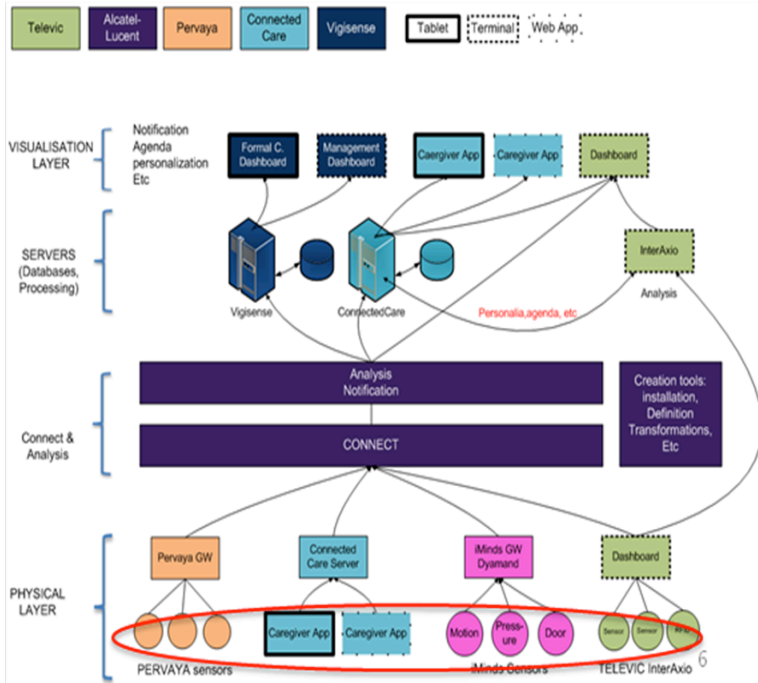 Televic
Alcatel-
Lucent
Pervaya
Connected
Care
Vigisense
Tablet
Terminal
Web App
VISUALISATION
LAYER
Notification
Agenda
personalization
Etc
Formal C.
Dashboard
Management
Dashboard
Caergiver App
Caregiver App
Dashboard
SERVERS
(Databases,
Processing)
Vigisense
ConnectedCare
InterAxio
Analysis
Personalia,agenda, etc
Connect &
Analysis
Analysis
Notification
CONNECT
Creation tools:
installation,
Definition
Transformations,
Etc
PHYSICAL
LAYER
Pervaya GW
Connected
Care Server
iMinds GW
Dyamand
Dashboard
Caregiver App
Caregiver App
Motion
Press-
ure
Door
Sensor
Sensor
PERVAYA sensors
iMinds Sensors
TELEVIC InterAxio
6